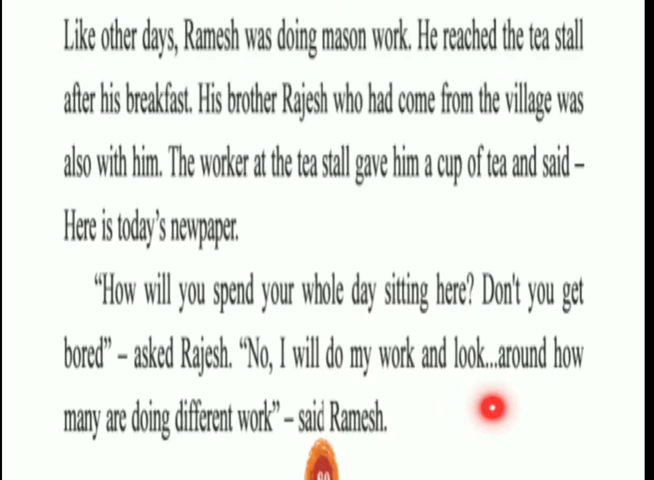 Like other days, Ramesh was doing mason work. He reached the tea stall
after his breakfast. His brother Rajesh who had come from the village was
also with him. The worker at the tea stall gave him a cup of tea and said –
Here is today's newpaper.
“How will you spend your whole day sitting here? Don't you get
bored” – asked Rajesh. “No, I will do my work and look...around how
many are doing different work” – said Ramesh.